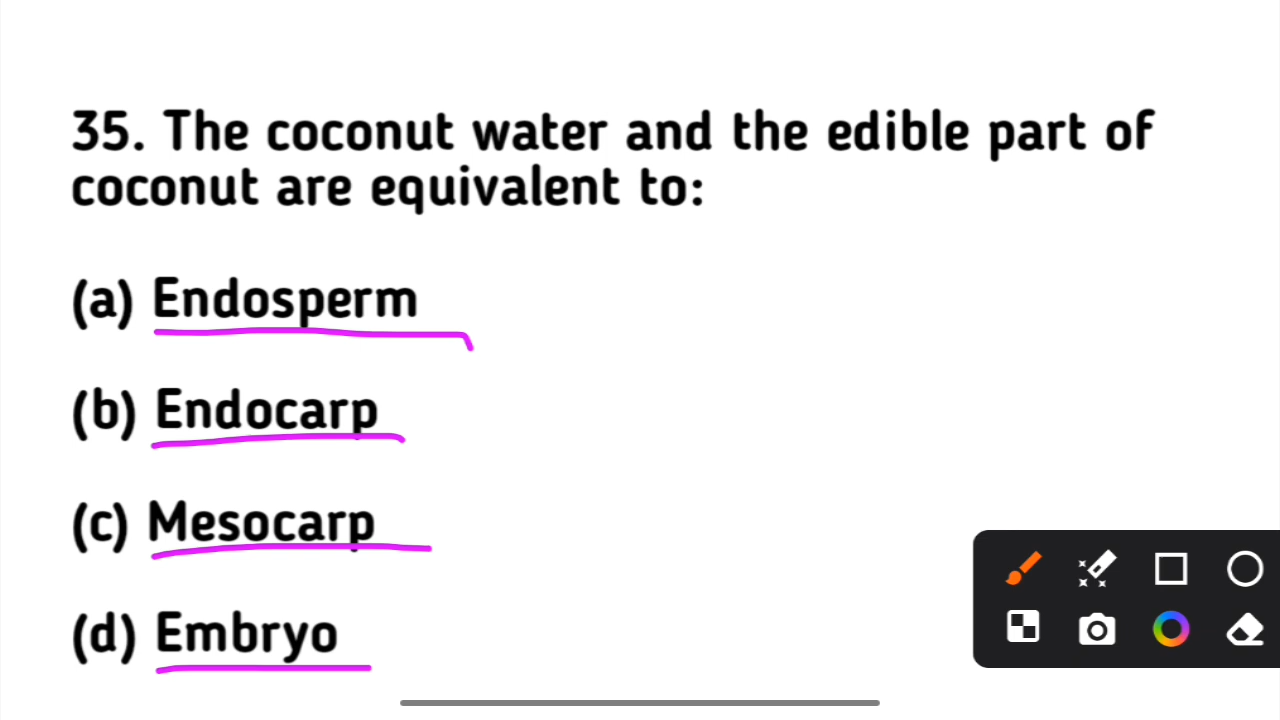 35. The coconut water and the edible part of
coconut are equivalent to:
(a) Endosperm
(b) Endocarp
(c) Mesocarp
(d) Embryo